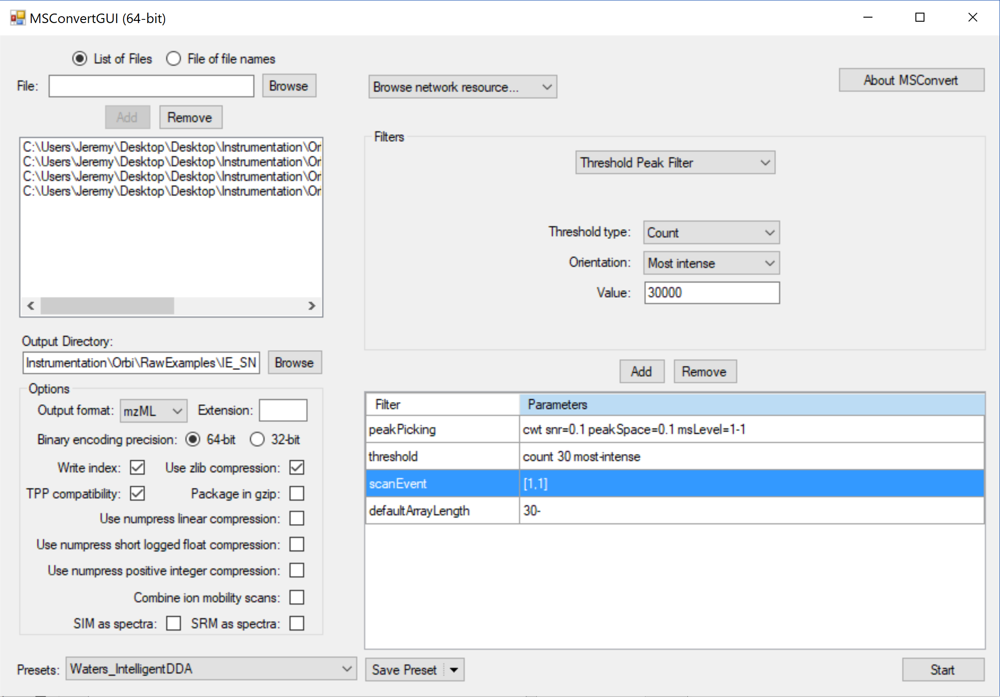 MSConvertGUI (64-bit)
List of Files File of file names
File: Browse
Browse network resource...
About MSConvert
Add Remove
C:\Users\Jeremy\Desktop\Desktop\Instrumentation\Or
C:\Users\Jeremy\Desktop\Desktop\Instrumentation\Or
C:\Users\Jeremy\Desktop\Desktop\Instrumentation\Or
C:\Users\Jeremy\Desktop\Desktop\Instrumentation\Or
Output Directory:
Instrumentation\Orbi\RawExamples\IE_SN Browse
Options
Output format: mzML Extension:
Binary encoding precision: 64-bit 32-bit
Write index: Use zlib compression:
TPP compatibility: Package in gzip:
Use numpress linear compression:
Use numpress short logged float compression:
Use numpress positive integer compression:
Combine ion mobility scans:
SIM as spectra: SRM as spectra:
Filters
Threshold Peak Filter
Threshold type: Count
Orientation: Most intense
Value: 30000
Add Remove
Filter Parameters
peakPicking cwt snr=0.1 peakSpace=0.1 msLevel=1-1
threshold count 30 most-intense
scanEvent [1,1]
defaultArrayLength 30-
Presets: Waters_IntelligentDDA Save Preset Start